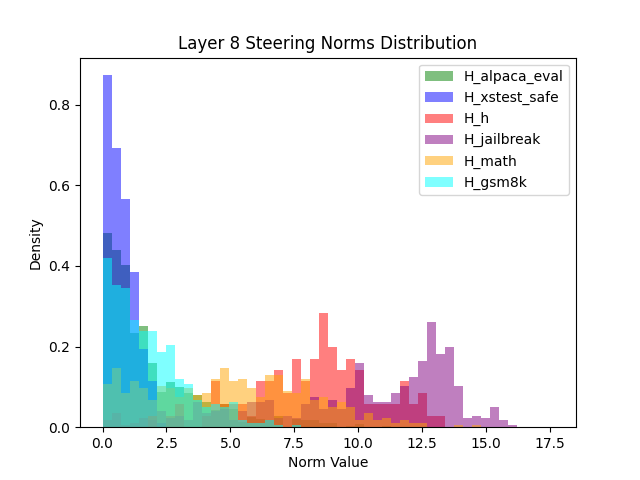 Layer 8 Steering Norms Distribution
H_alpaca_eval
H_xstest_safe
H_h
H_jailbreak
H_math
H_gsm8k
Density
0.8
0.6
0.4
0.2
0.0
0.0 2.5 5.0 7.5 10.0 12.5 15.0 17.5
Norm Value